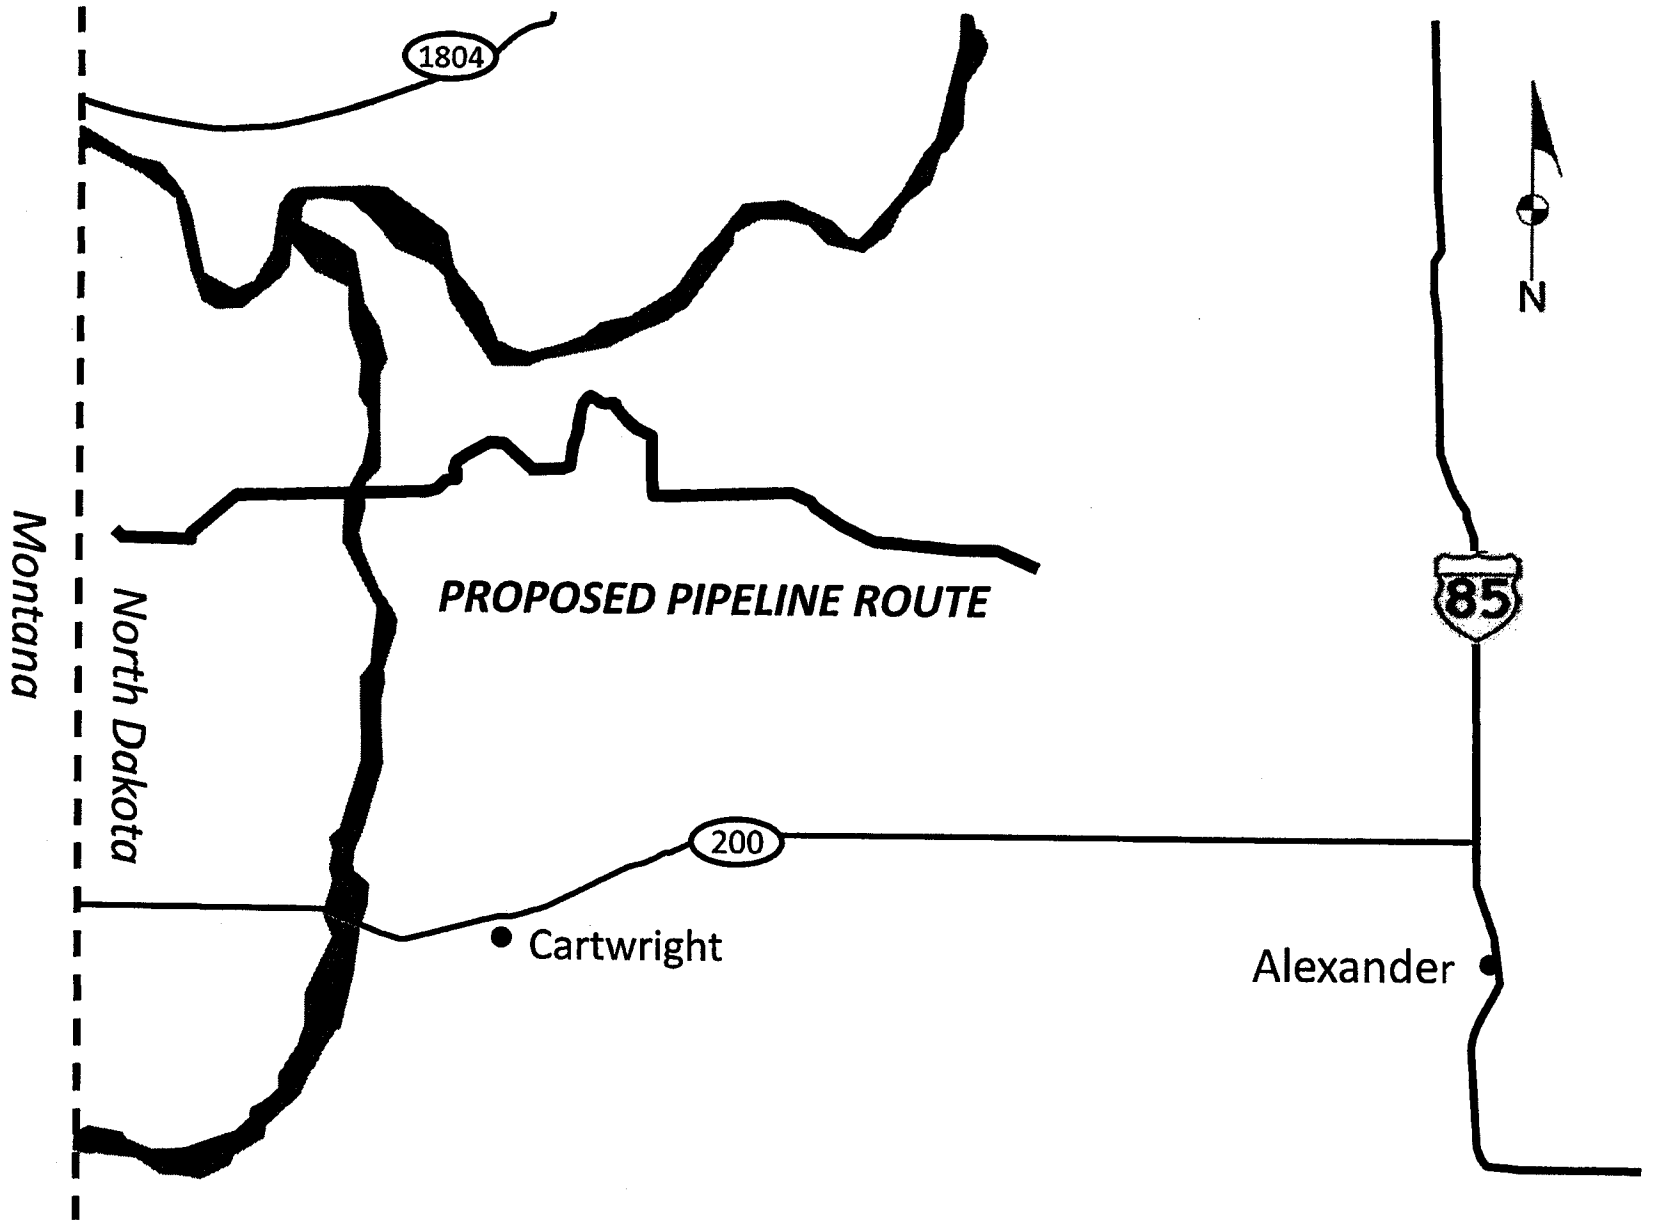 1804
N
Montana
North Dakota
85
PROPOSED PIPELINE ROUTE
200
Cartwright
Alexander